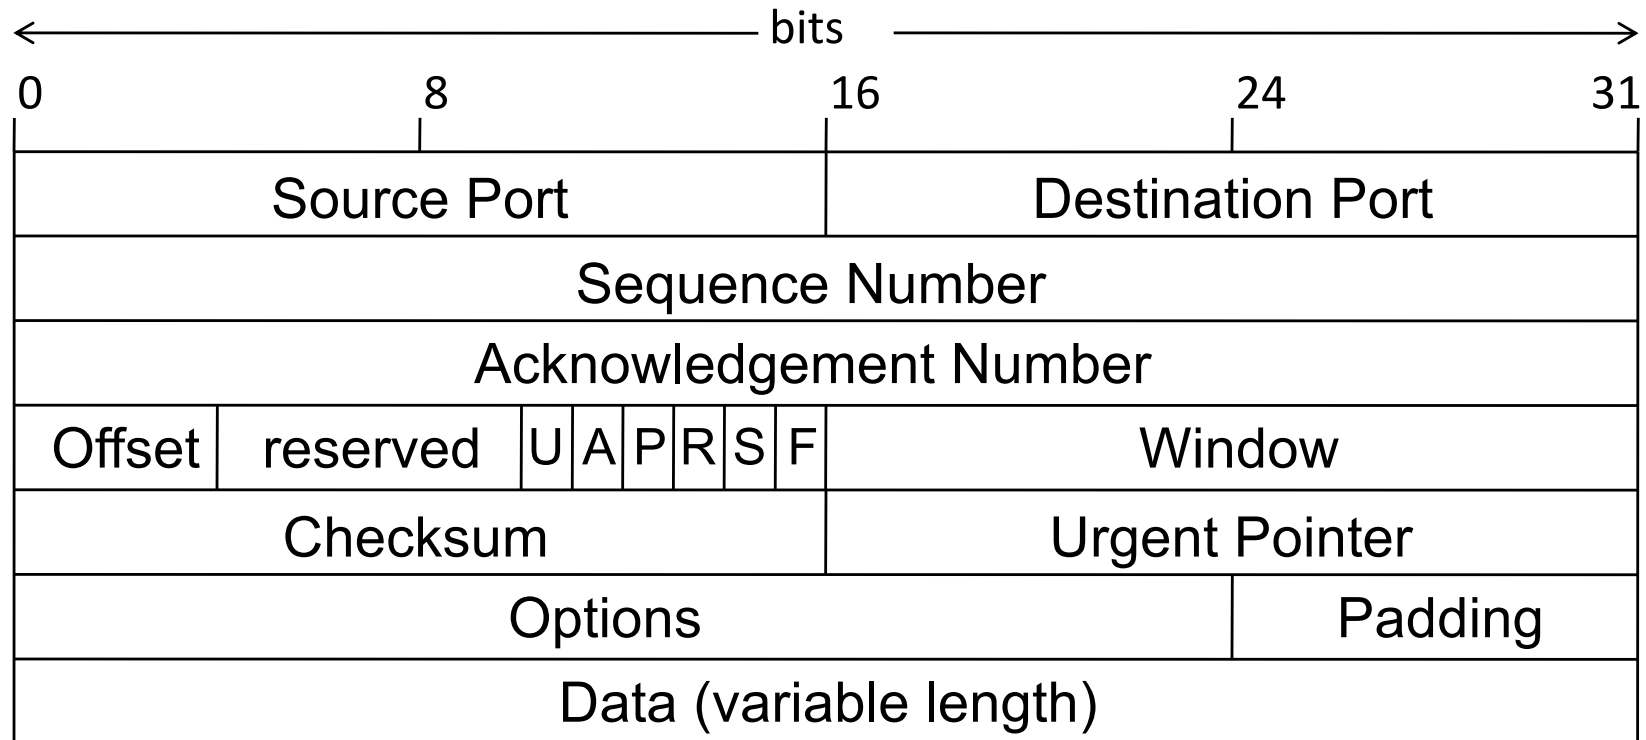 bits
0 8 16 24 31
Source Port Destination Port
Sequence Number
Acknowledgement Number
Offset reserved U A P R S F Window
Checksum Urgent Pointer
Options Padding
Data (variable length)